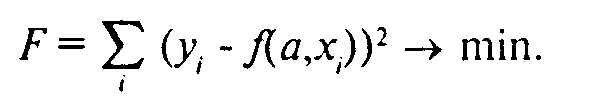 F = ∑ᵢ (yᵢ - f(a,xᵢ))² → min.